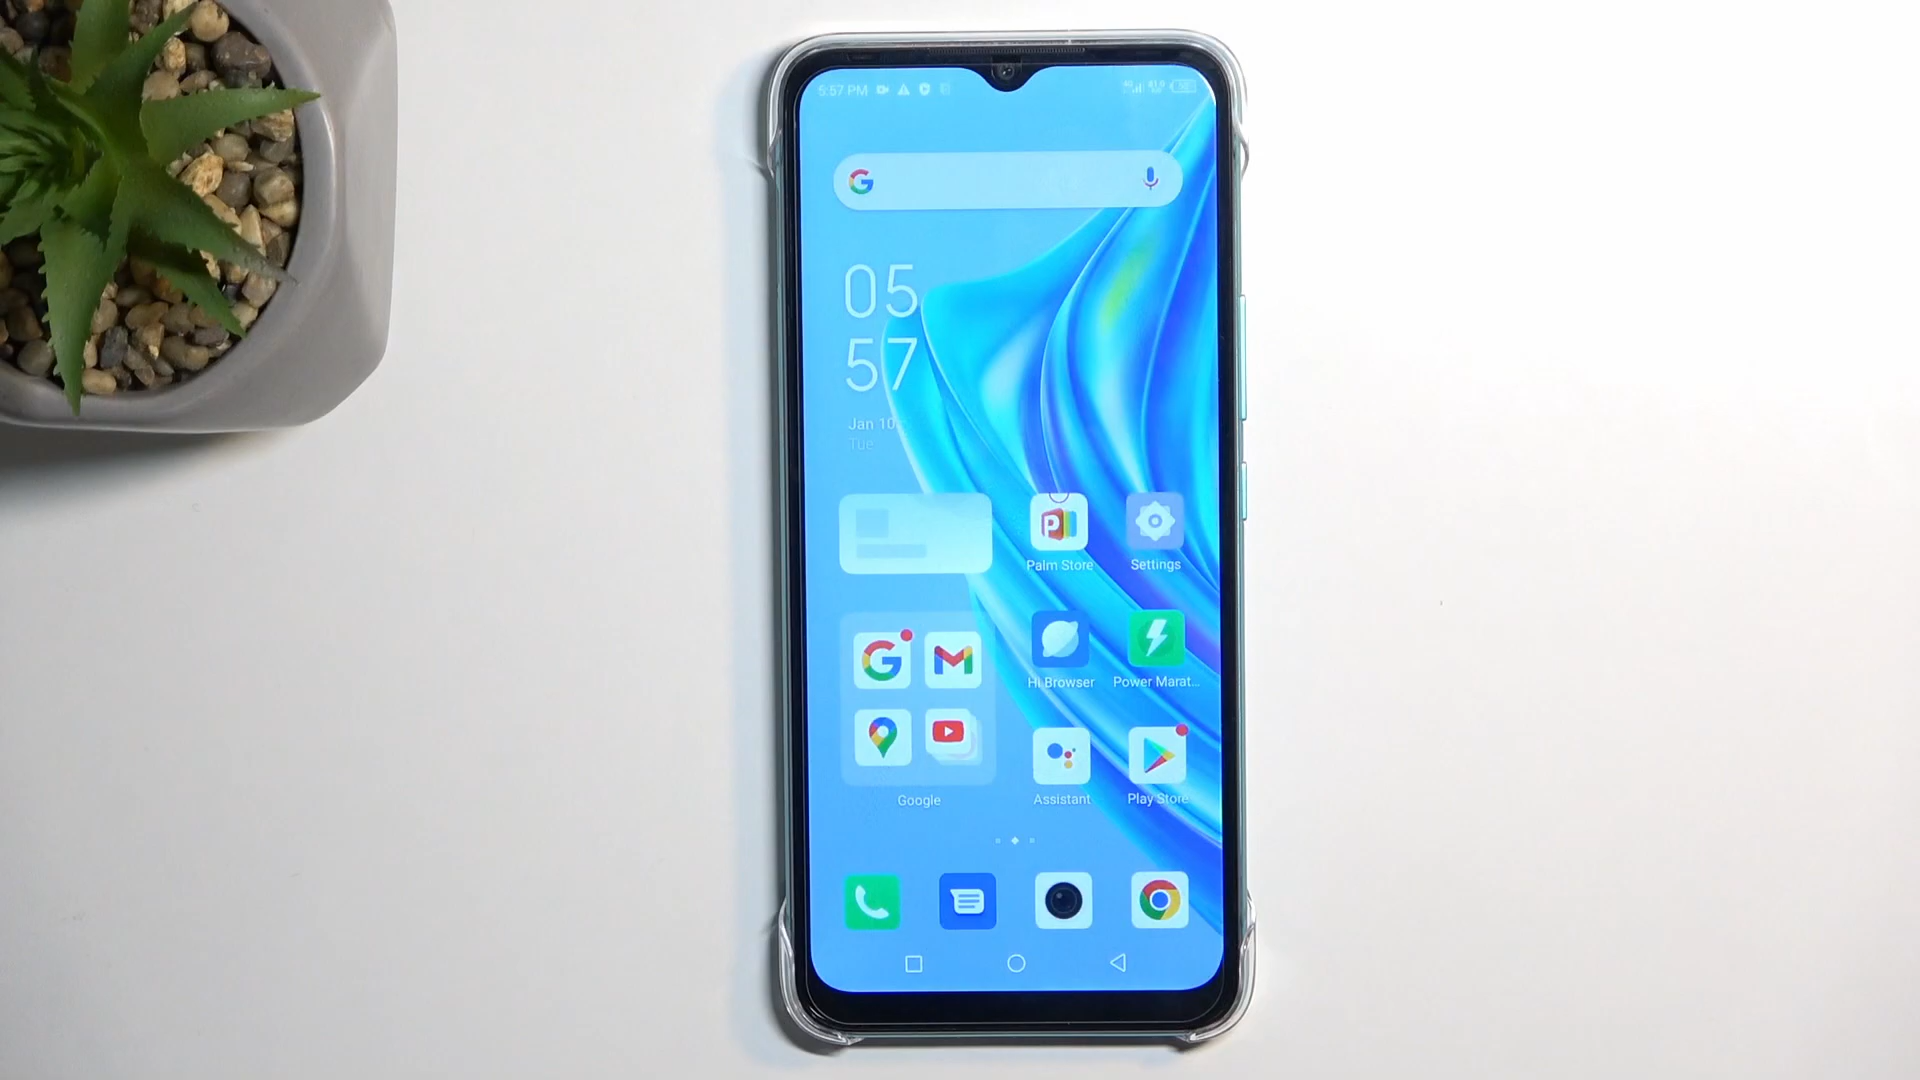 5:57 PM
05
57
Jan 10
Tue
Palm Store
Settings
Hi Browser
Power Marat...
Google
Assistant
Play Store